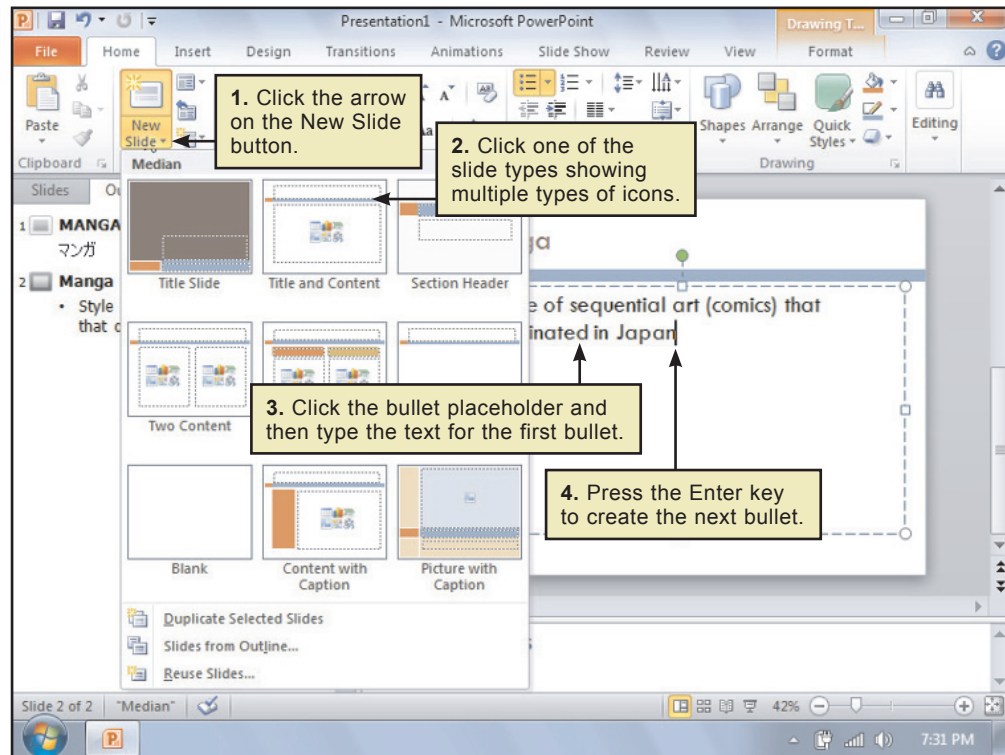 Presentation1 - Microsoft PowerPoint
Drawing T...
File Home Insert Design Transitions Animations Slide Show Review View Format
Paste
New
Slide
Shapes Arrange Quick
Styles
Editing
Clipboard
Drawing
1. Click the arrow
on the New Slide
button.
2. Click one of the
slide types showing
multiple types of icons.
Median
Slides
1 MANGA
マンガ
2 Manga
• Style
Title Slide Title and Content Section Header
e of sequential art (comics) that
inated in Japan
Two Content
3. Click the bullet placeholder and
then type the text for the first bullet.
4. Press the Enter key
to create the next bullet.
Blank
Content with
Caption
Picture with
Caption
Duplicate Selected Slides
Slides from Outline...
Reuse Slides...
Slide 2 of 2 "Median" 42%
7:31 PM